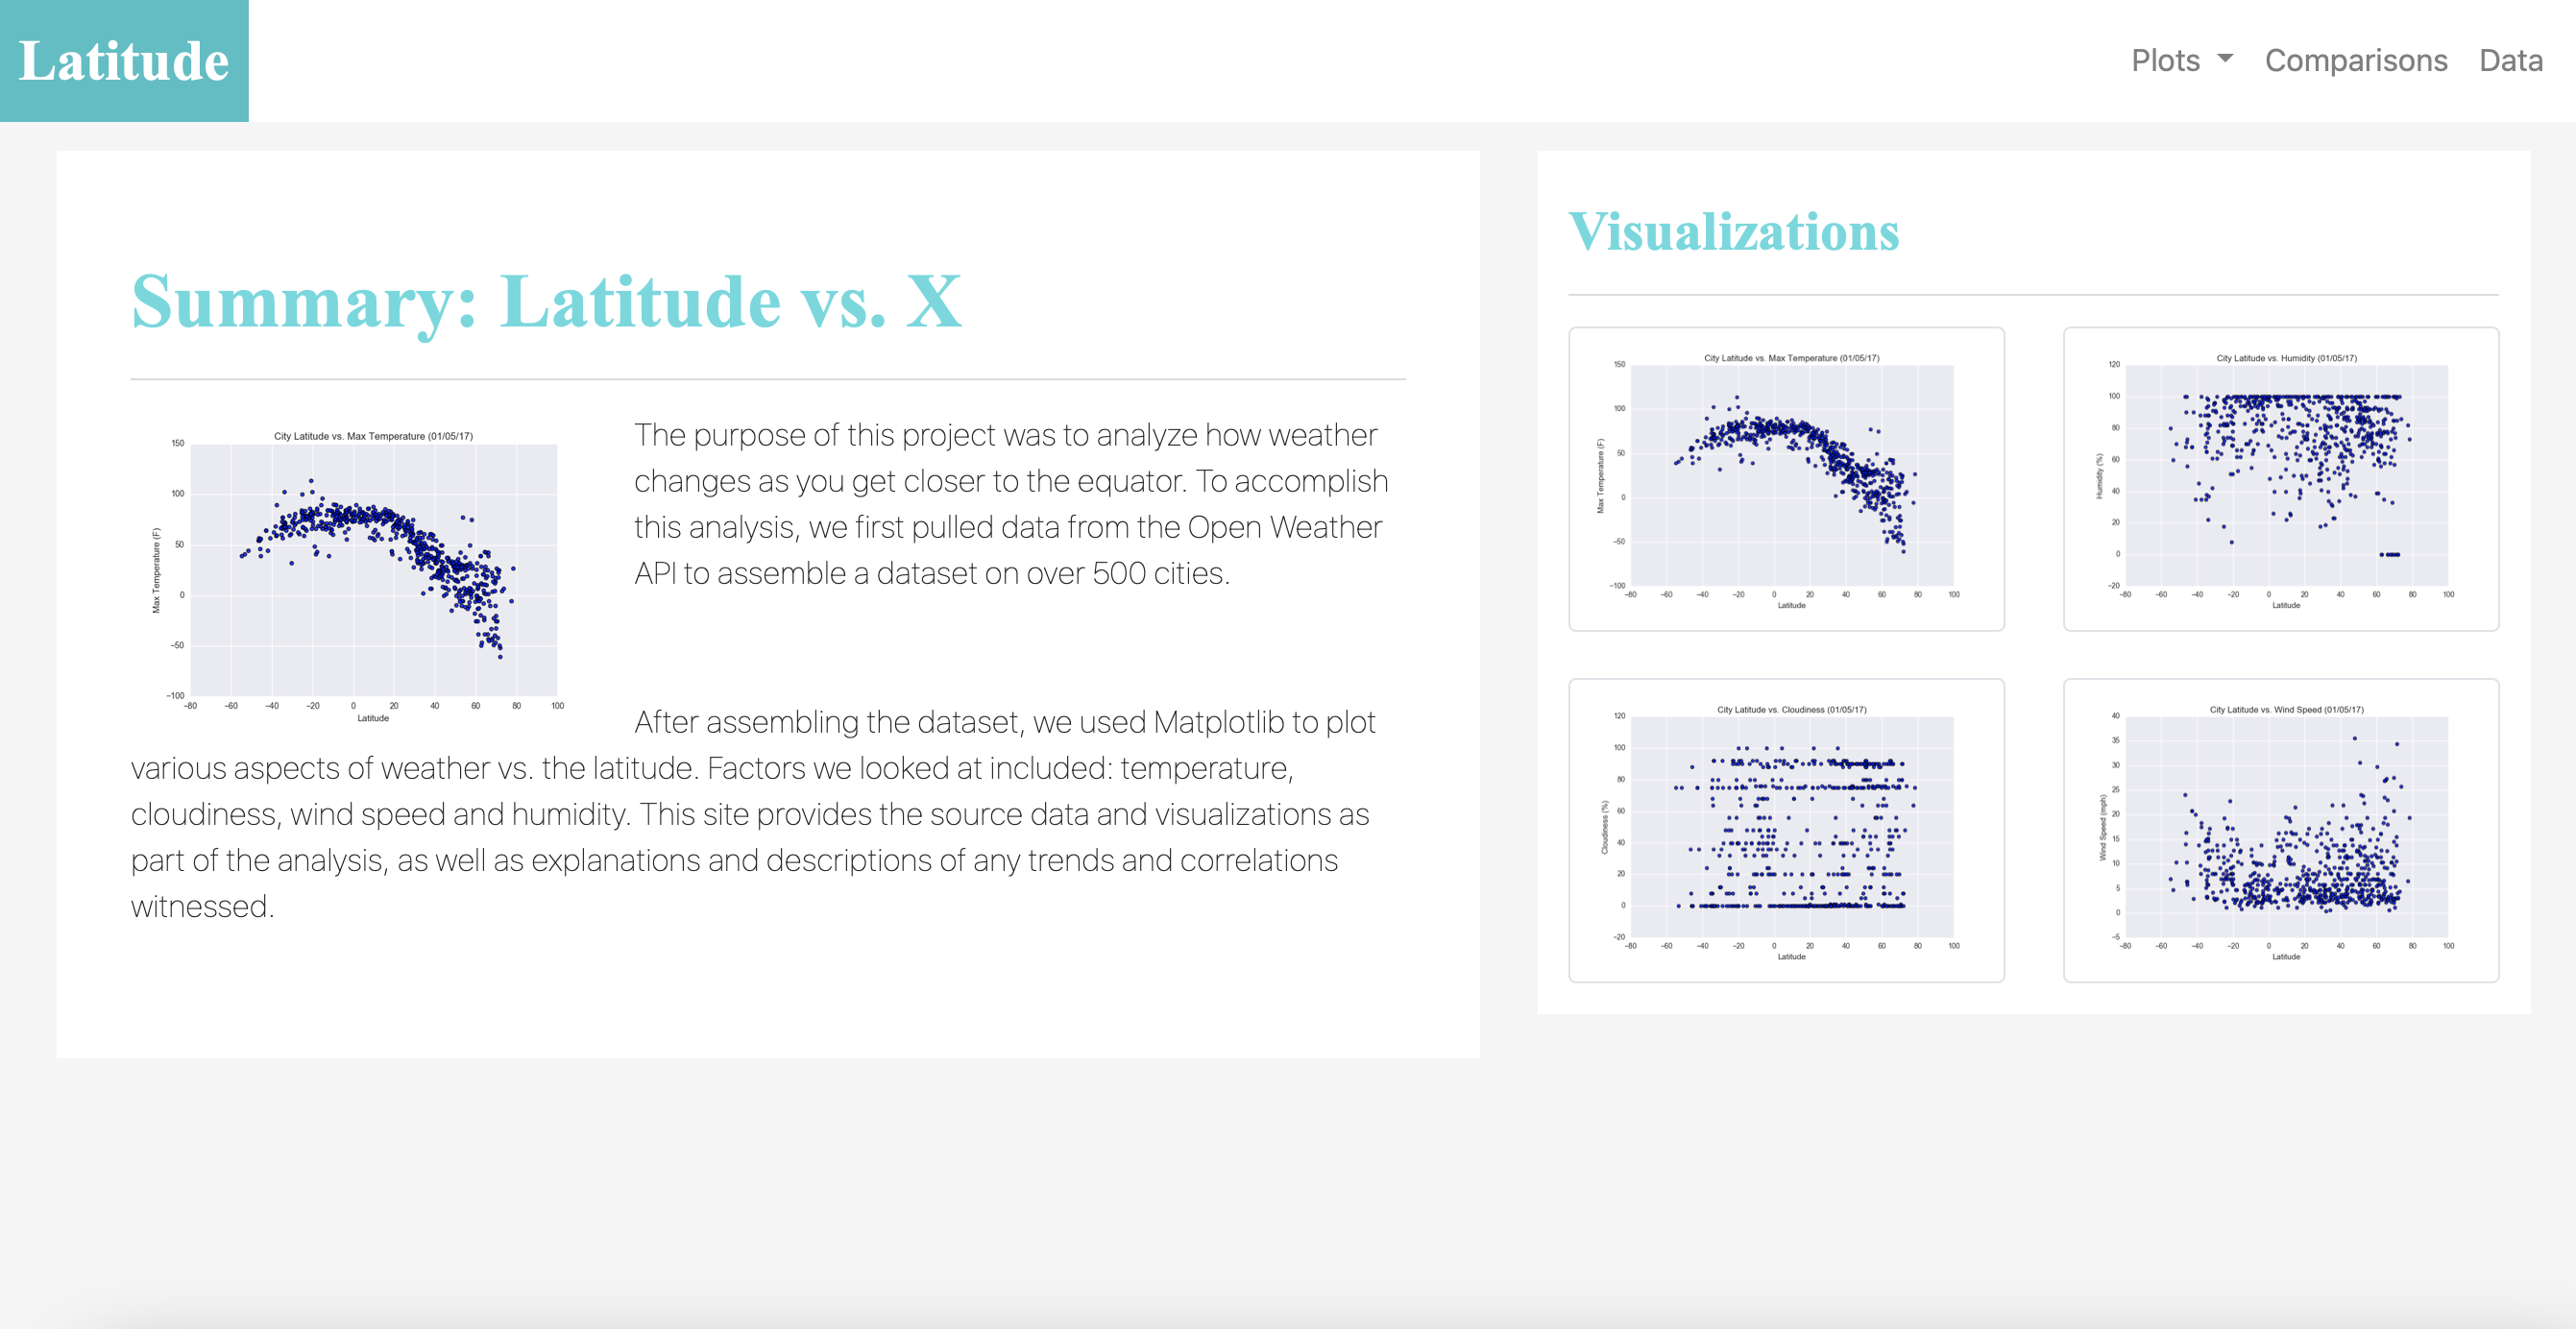 Latitude
Plots
Comparisons
Data
Summary: Latitude vs. X
City Latitude vs. Max Temperature (01/05/17)
150
100
50
0
−50
−100
Max Temperature (F)
−80 −60 −40 −20 0 20 40 60 80 100
Latitude
The purpose of this project was to analyze how weather
changes as you get closer to the equator. To accomplish
this analysis, we first pulled data from the Open Weather
API to assemble a dataset on over 500 cities.
After assembling the dataset, we used Matplotlib to plot
various aspects of weather vs. the latitude. Factors we looked at included: temperature,
cloudiness, wind speed and humidity. This site provides the source data and visualizations as
part of the analysis, as well as explanations and descriptions of any trends and correlations
witnessed.
Visualizations
City Latitude vs. Max Temperature (01/05/17)
150
100
50
0
−50
−100
Max Temperature (F)
−80 −60 −40 −20 0 20 40 60 80 100
Latitude
City Latitude vs. Humidity (01/05/17)
120
100
80
60
40
20
0
−20
Humidity (%)
−80 −60 −40 −20 0 20 40 60 80 100
Latitude
City Latitude vs. Cloudiness (01/05/17)
120
100
80
60
40
20
0
−20
Cloudiness (%)
−80 −60 −40 −20 0 20 40 60 80 100
Latitude
City Latitude vs. Wind Speed (01/05/17)
40
35
30
25
20
15
10
5
0
−5
Wind Speed (mph)
−80 −60 −40 −20 0 20 40 60 80 100
Latitude